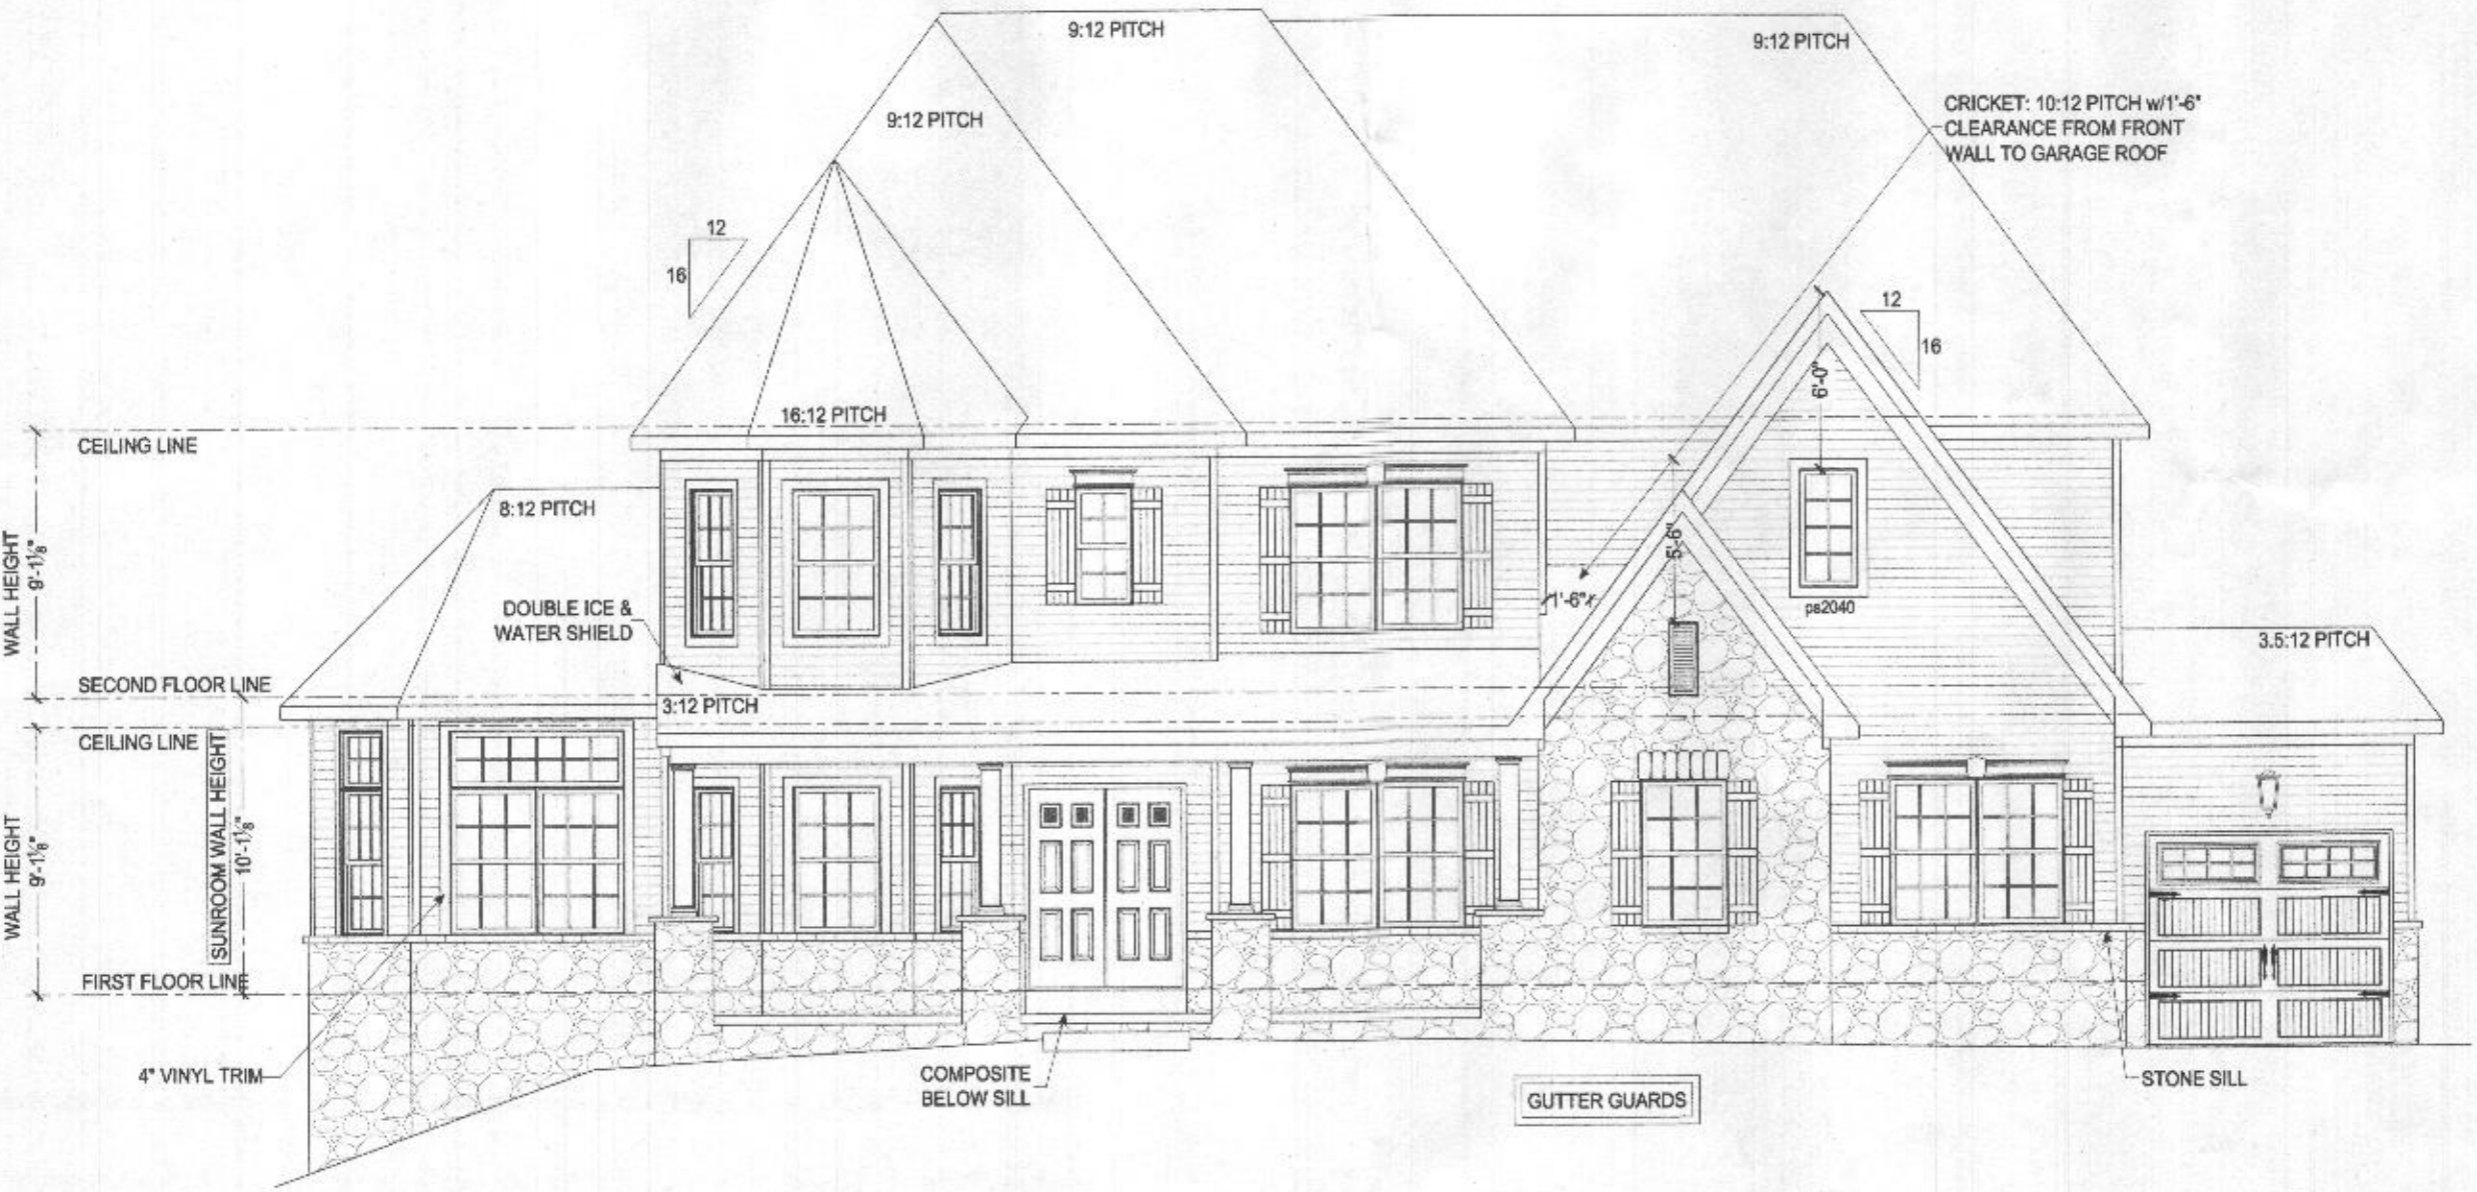 9:12 PITCH
9:12 PITCH
9:12 PITCH
CRICKET: 10:12 PITCH w/1'-6"
CLEARANCE FROM FRONT
WALL TO GARAGE ROOF
12
16
12
16
6'-0"
16:12 PITCH
CEILING LINE
8:12 PITCH
WALL HEIGHT
9'-1⅛"
5'-6"
DOUBLE ICE &
WATER SHIELD
1'-6"
ps2040
3.5:12 PITCH
SECOND FLOOR LINE
3:12 PITCH
CEILING LINE
WALL HEIGHT
9'-1⅛"
SUNROOM WALL HEIGHT
10'-1⅛"
FIRST FLOOR LINE
4" VINYL TRIM
COMPOSITE
BELOW SILL
GUTTER GUARDS
STONE SILL